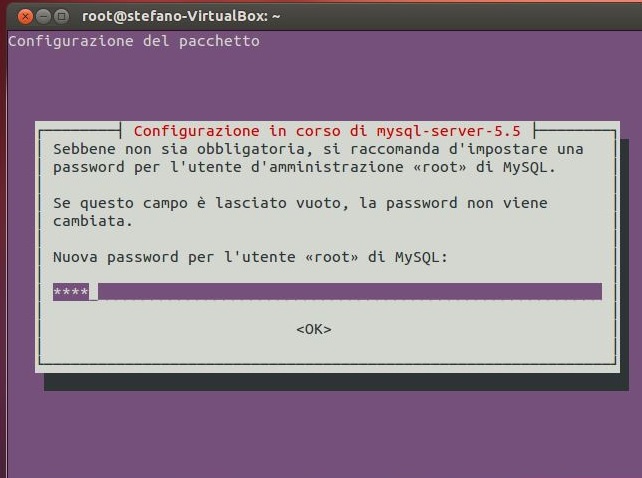 root@stefano-VirtualBox: ~
Configurazione del pacchetto
Configurazione in corso di mysql-server-5.5
Sebbene non sia obbligatoria, si raccomanda d'impostare una
password per l'utente d'amministrazione «root» di MySQL.
Se questo campo è lasciato vuoto, la password non viene
cambiata.
Nuova password per l'utente «root» di MySQL:
****_
<OK>